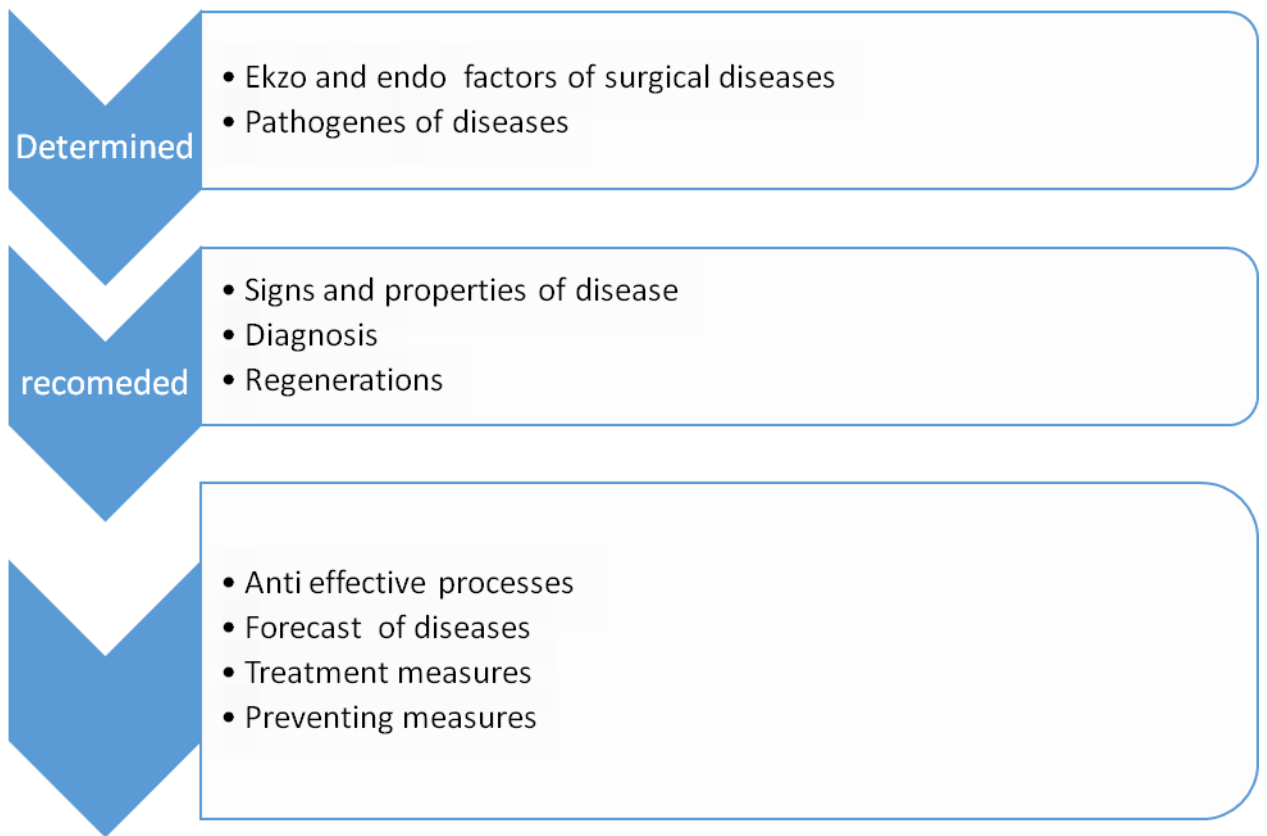 Determined
• Ekzo and endo factors of surgical diseases
• Pathogenes of diseases
recomeded
• Signs and properties of disease
• Diagnosis
• Regenerations
• Anti effective processes
• Forecast of diseases
• Treatment measures
• Preventing measures